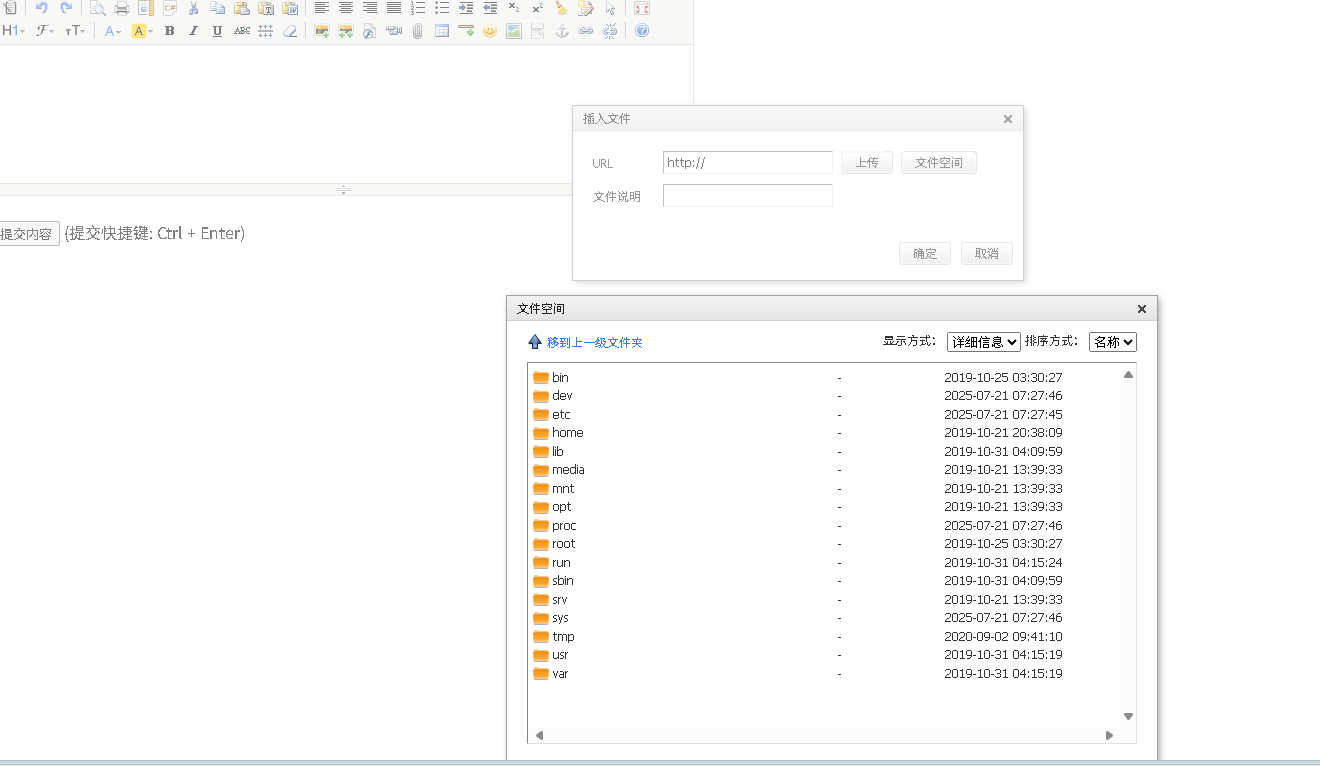 H1 ℱ тT A A B I U ABC
插入文件
URL http:// 上传 文件空间
文件说明
提交内容 (提交快捷键: Ctrl + Enter)
确定 取消
文件空间
移到上一级文件夹 显示方式: 详细信息 排序方式: 名称
bin - 2019-10-25 03:30:27
dev - 2025-07-21 07:27:46
etc - 2025-07-21 07:27:45
home - 2019-10-21 20:38:09
lib - 2019-10-31 04:09:59
media - 2019-10-21 13:39:33
mnt - 2019-10-21 13:39:33
opt - 2019-10-21 13:39:33
proc - 2025-07-21 07:27:46
root - 2019-10-25 03:30:27
run - 2019-10-31 04:15:24
sbin - 2019-10-31 04:09:59
srv - 2019-10-21 13:39:33
sys - 2025-07-21 07:27:46
tmp - 2020-09-02 09:41:10
usr - 2019-10-31 04:15:19
var - 2019-10-31 04:15:19